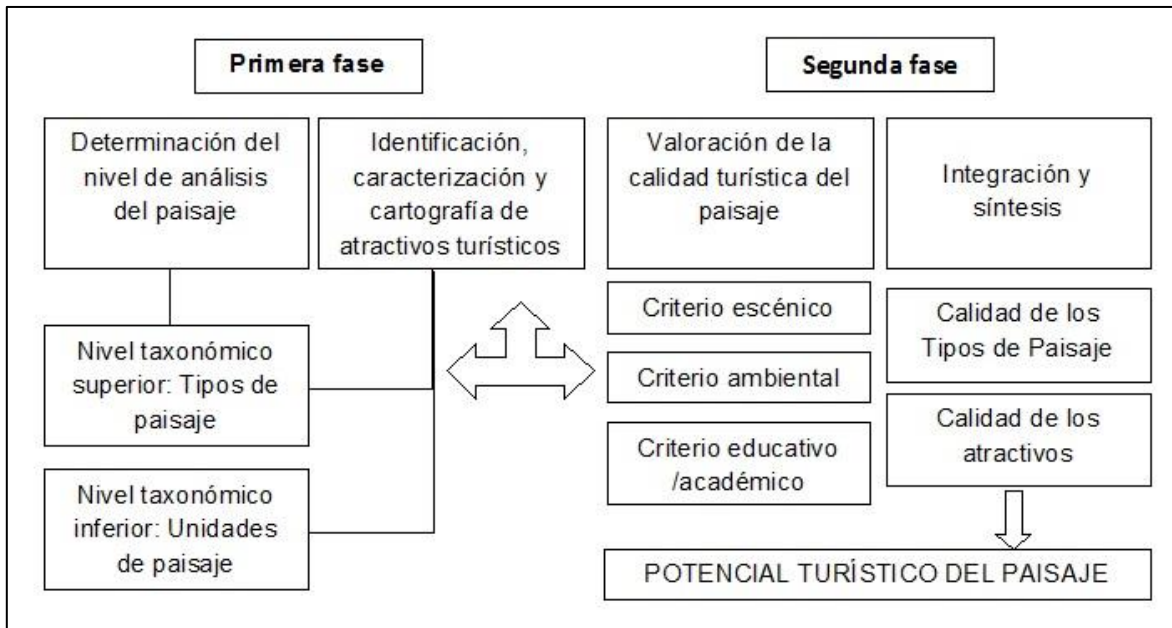 Primera fase
Segunda fase
Determinación del
nivel de análisis
del paisaje
Identificación,
caracterización y
cartografía de
atractivos turísticos
Valoración de la
calidad turística del
paisaje
Integración y
síntesis
Nivel taxonómico
superior: Tipos de
paisaje
Nivel taxonómico
inferior: Unidades
de paisaje
Criterio escénico
Criterio ambiental
Criterio educativo
/académico
Calidad de los
Tipos de Paisaje
Calidad de los
atractivos
POTENCIAL TURÍSTICO DEL PAISAJE